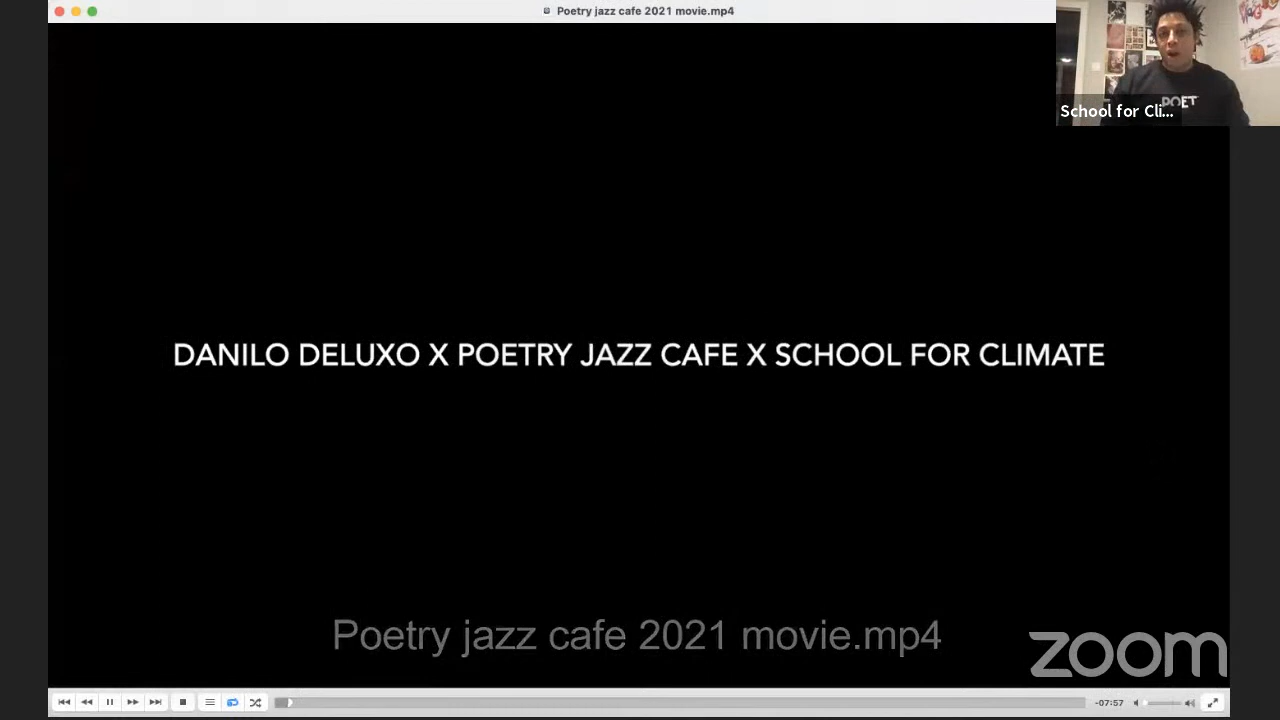 Poetry jazz cafe 2021 movie.mp4
POET
School for Cli...
DANILO DELUXO X POETRY JAZZ CAFE X SCHOOL FOR CLIMATE
Poetry jazz cafe 2021 movie.mp4
zoom
-07:57